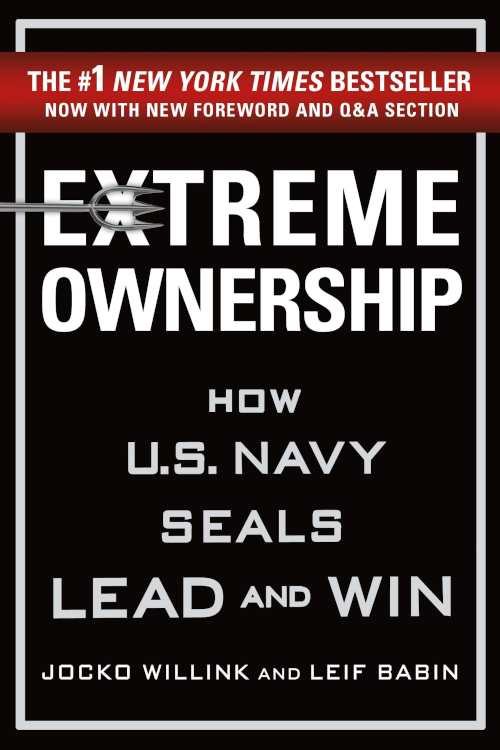 THE #1 NEW YORK TIMES BESTSELLER
NOW WITH NEW FOREWORD AND Q&A SECTION
EXTREME
OWNERSHIP
HOW
U.S. NAVY
SEALS
LEAD AND WIN
JOCKO WILLINK AND LEIF BABIN